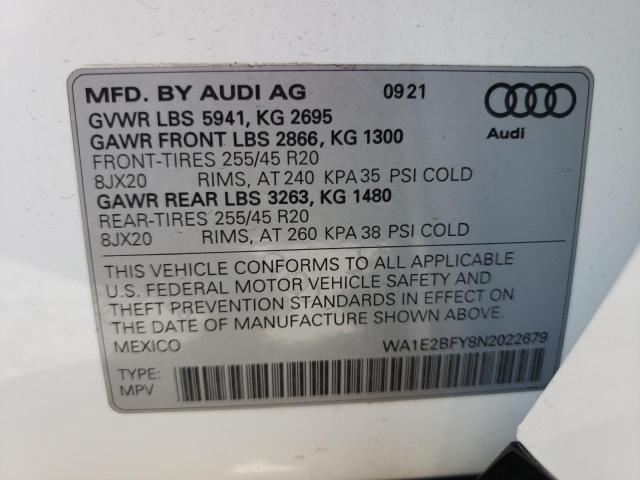 MFD. BY AUDI AG 09 21
GVWR LBS 5941, KG 2695
GAWR FRONT LBS 2866, KG 1300
FRONT-TIRES 255/45 R20
8JX20 RIMS, AT 240 KPA 35 PSI COLD
GAWR REAR LBS 3263, KG 1480
REAR-TIRES 255/45 R20
8JX20 RIMS, AT 260 KPA 38 PSI COLD
Audi
THIS VEHICLE CONFORMS TO ALL APPLICABLE
U.S. FEDERAL MOTOR VEHICLE SAFETY AND
THEFT PREVENTION STANDARDS IN EFFECT ON
THE DATE OF MANUFACTURE SHOWN ABOVE.
MEXICO WA1E2BFY8N2022679
TYPE:
MPV